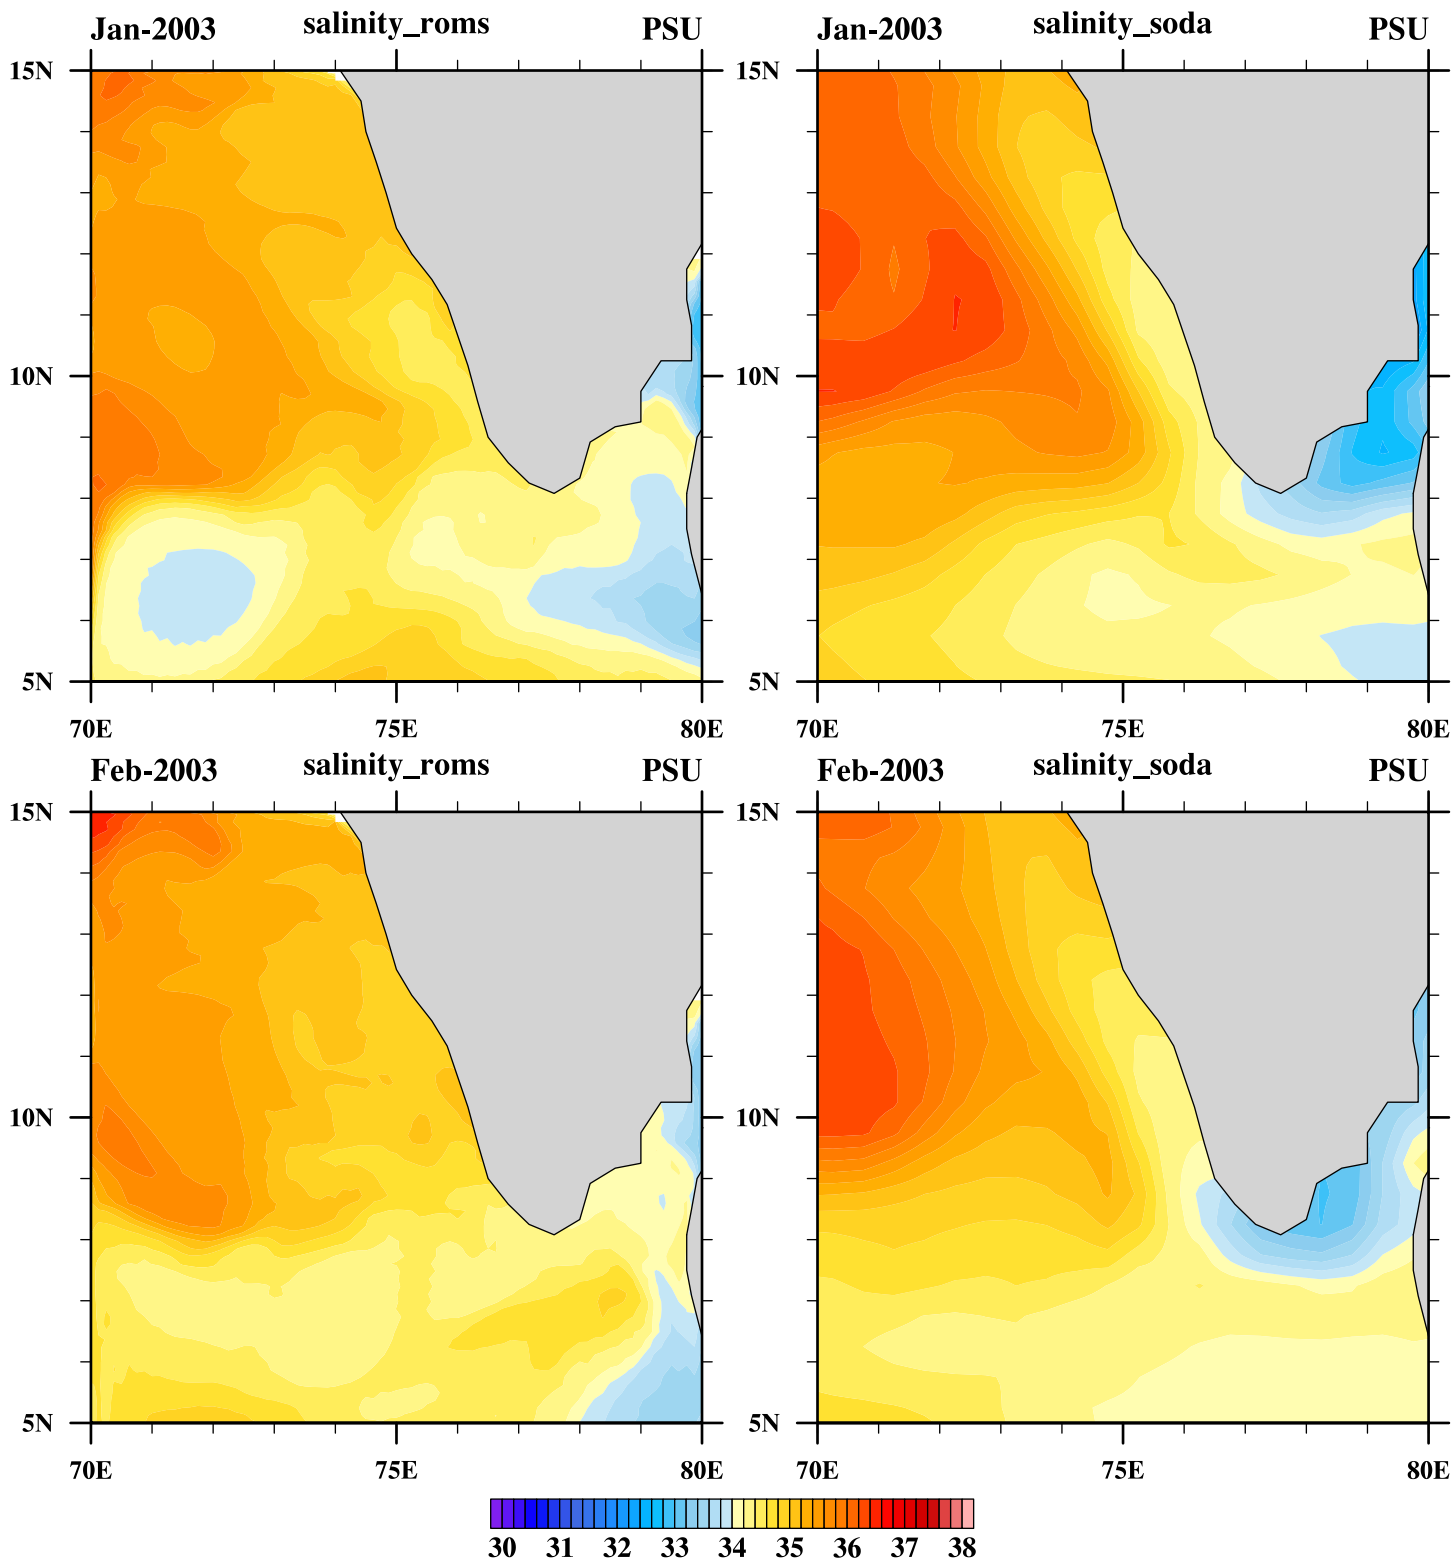 Jan-2003 salinity_roms PSU
Jan-2003 salinity_soda PSU
15N
10N
5N
70E 75E 80E
15N
10N
5N
70E 75E 80E
Feb-2003 salinity_roms PSU
Feb-2003 salinity_soda PSU
15N
10N
5N
70E 75E 80E
15N
10N
5N
70E 75E 80E
30 31 32 33 34 35 36 37 38